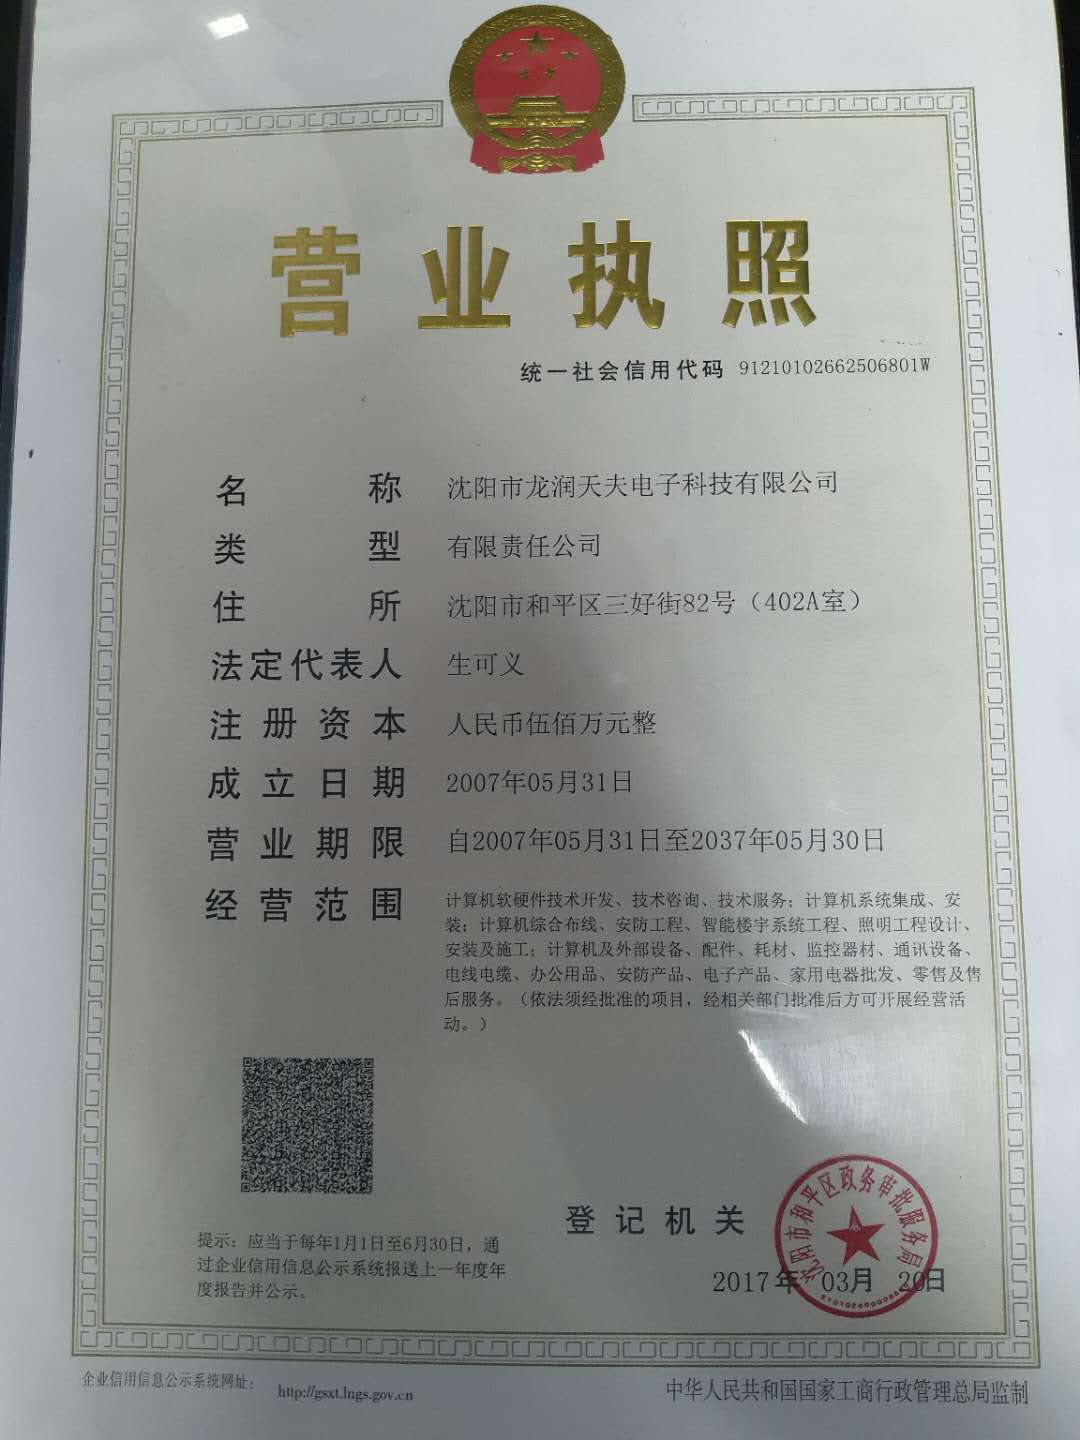 营业执照
统一社会信用代码 91210102662506801W
名称 沈阳市龙润天夫电子科技有限公司
类型 有限责任公司
住所 沈阳市和平区三好街82号（402A室）
法定代表人 生可义
注册资本 人民币伍佰万元整
成立日期 2007年05月31日
营业期限 自2007年05月31日至2037年05月30日
经营范围 计算机软硬件技术开发、技术咨询、技术服务；计算机系统集成、安
装；计算机综合布线、安防工程、智能楼宇系统工程、照明工程设计、
安装及施工；计算机及外部设备、配件、耗材、监控器材、通讯设备、
电线电缆、办公用品、安防产品、电子产品、家用电器批发、零售及售
后服务。（依法须经批准的项目，经相关部门批准后方可开展经营活
动。）
登记机关
沈阳市和平区政务审批服务局
2017年03月20日
提示：应当于每年1月1日至6月30日，通
过企业信用信息公示系统报送上一年度年
度报告并公示。
企业信用信息公示系统网址： http://gsxt.lngs.gov.cn
中华人民共和国国家工商行政管理总局监制